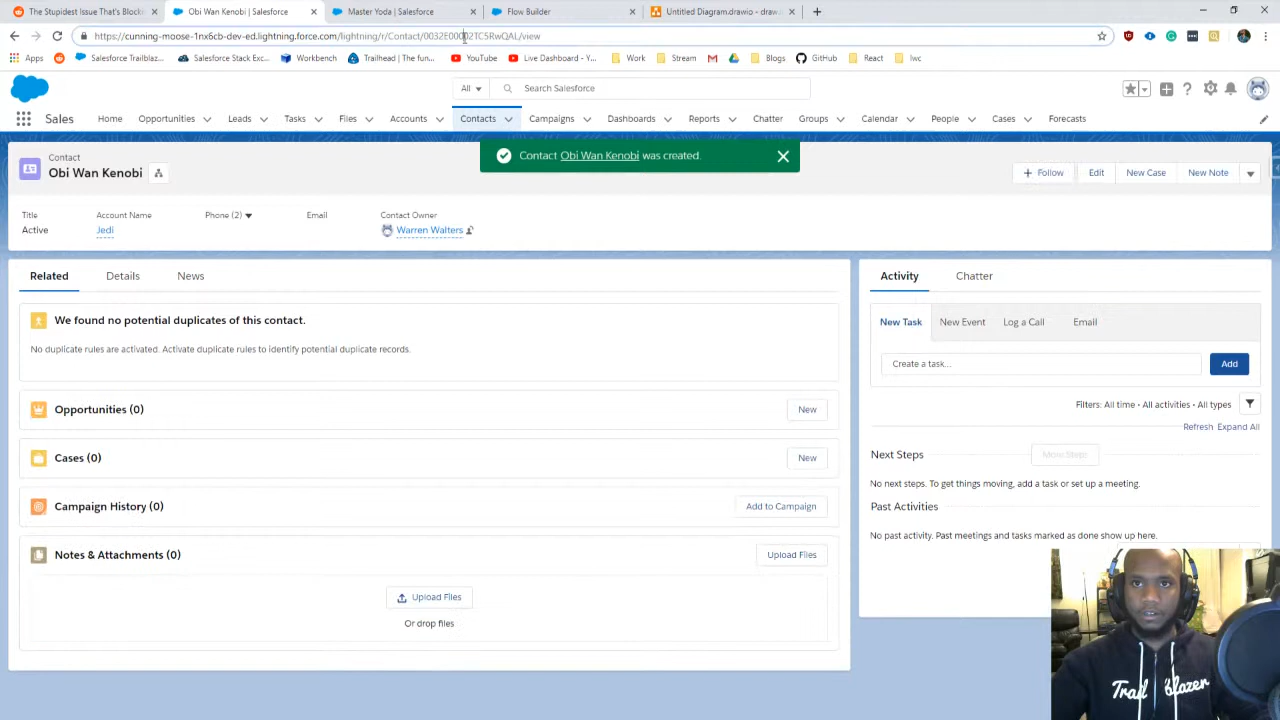 The Stupidest Issue That's Block
Obi Wan Kenobi | Salesforce
Master Yoda | Salesforce
Flow Builder
Untitled Diagram.drawio - draw
https://cunning-moose-1nx6cb-dev-ed.lightning.force.com/lightning/r/Contact/0032E00002TC5RwQAL/view
Apps
Salesforce Trailblaz...
Salesforce Stack Exc...
Workbench
Trailhead | The fun...
YouTube
Live Dashboard - Y...
Work
Stream
Blogs
GitHub
React
lwc
All
Search Salesforce
Sales
Home
Opportunities
Leads
Tasks
Files
Accounts
Contacts
Campaigns
Dashboards
Reports
Chatter
Groups
Calendar
People
Cases
Forecasts
Contact Obi Wan Kenobi was created.
Contact
Obi Wan Kenobi
+ Follow
Edit
New Case
New Note
Title
Active
Account Name
Jedi
Phone (2)
Email
Contact Owner
Warren Walters
Related
Details
News
We found no potential duplicates of this contact.
No duplicate rules are activated. Activate duplicate rules to identify potential duplicate records.
Opportunities (0)
New
Cases (0)
New
Campaign History (0)
Add to Campaign
Notes & Attachments (0)
Upload Files
Upload Files
Or drop files
Activity
Chatter
New Task
New Event
Log a Call
Email
Create a task...
Add
Filters: All time • All activities • All types
Refresh
Expand All
Next Steps
More Steps
No next steps. To get things moving, add a task or set up a meeting.
Past Activities
No past activity. Past meetings and tasks marked as done show up here.
Trailblazer